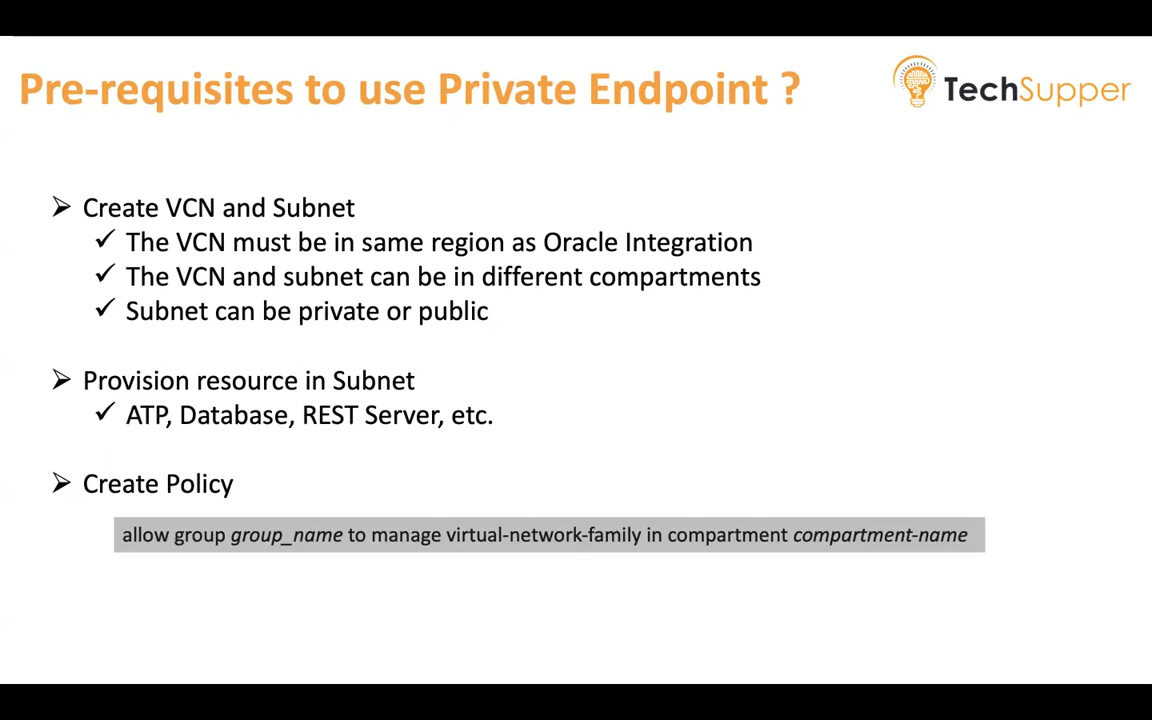 Pre-requisites to use Private Endpoint ?
TechSupper
Create VCN and Subnet
The VCN must be in same region as Oracle Integration
The VCN and subnet can be in different compartments
Subnet can be private or public
Provision resource in Subnet
ATP, Database, REST Server, etc.
Create Policy
allow group group_name to manage virtual-network-family in compartment compartment-name